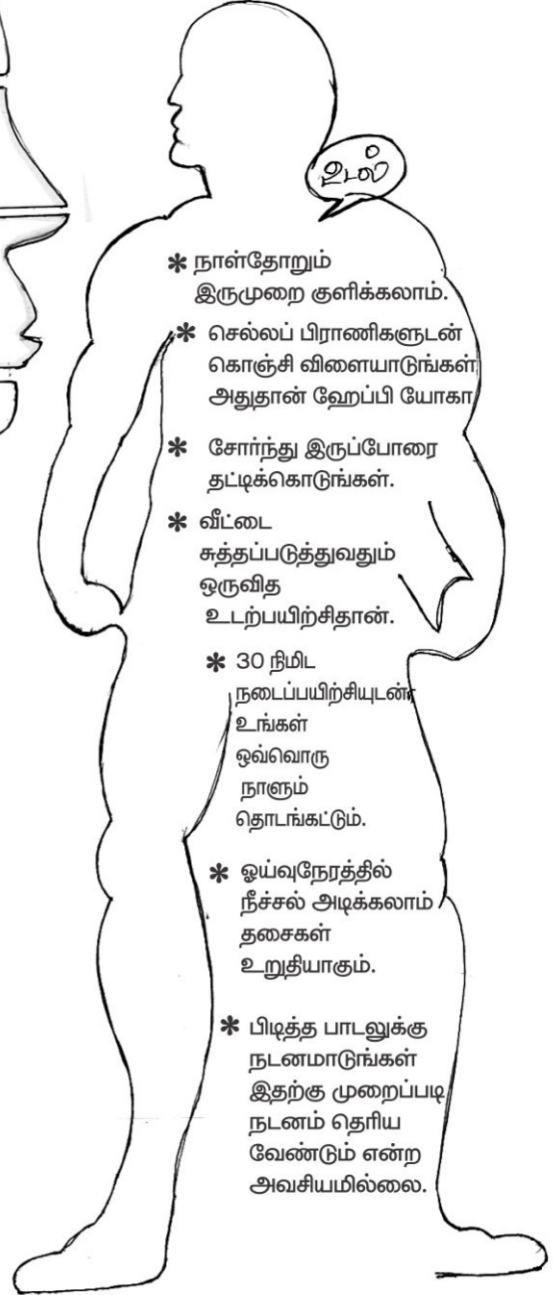 உடல்
* நாள்தோறும்
இருமுறை குளிக்கலாம்.
* செல்லப் பிராணிகளுடன்
கொஞ்சி விளையாடுங்கள்
அதுதான் ஹேப்பி யோகா
* சோர்ந்து இருப்போரை
தட்டிக்கொடுங்கள்.
* வீட்டை
சுத்தப்படுத்துவதும்
ஒருவித
உடற்பயிற்சிதான்.
* 30 நிமிட
நடைப்பயிற்சியுடன்
உங்கள்
ஒவ்வொரு
நாளும்
தொடங்கட்டும்.
* ஓய்வுநேரத்தில்
நீச்சல் அடிக்கலாம்
தசைகள்
உறுதியாகும்.
* பிடித்த பாடலுக்கு
நடனமாடுங்கள்
இதற்கு முறைப்படி
நடனம் தெரிய
வேண்டும் என்ற
அவசியமில்லை.